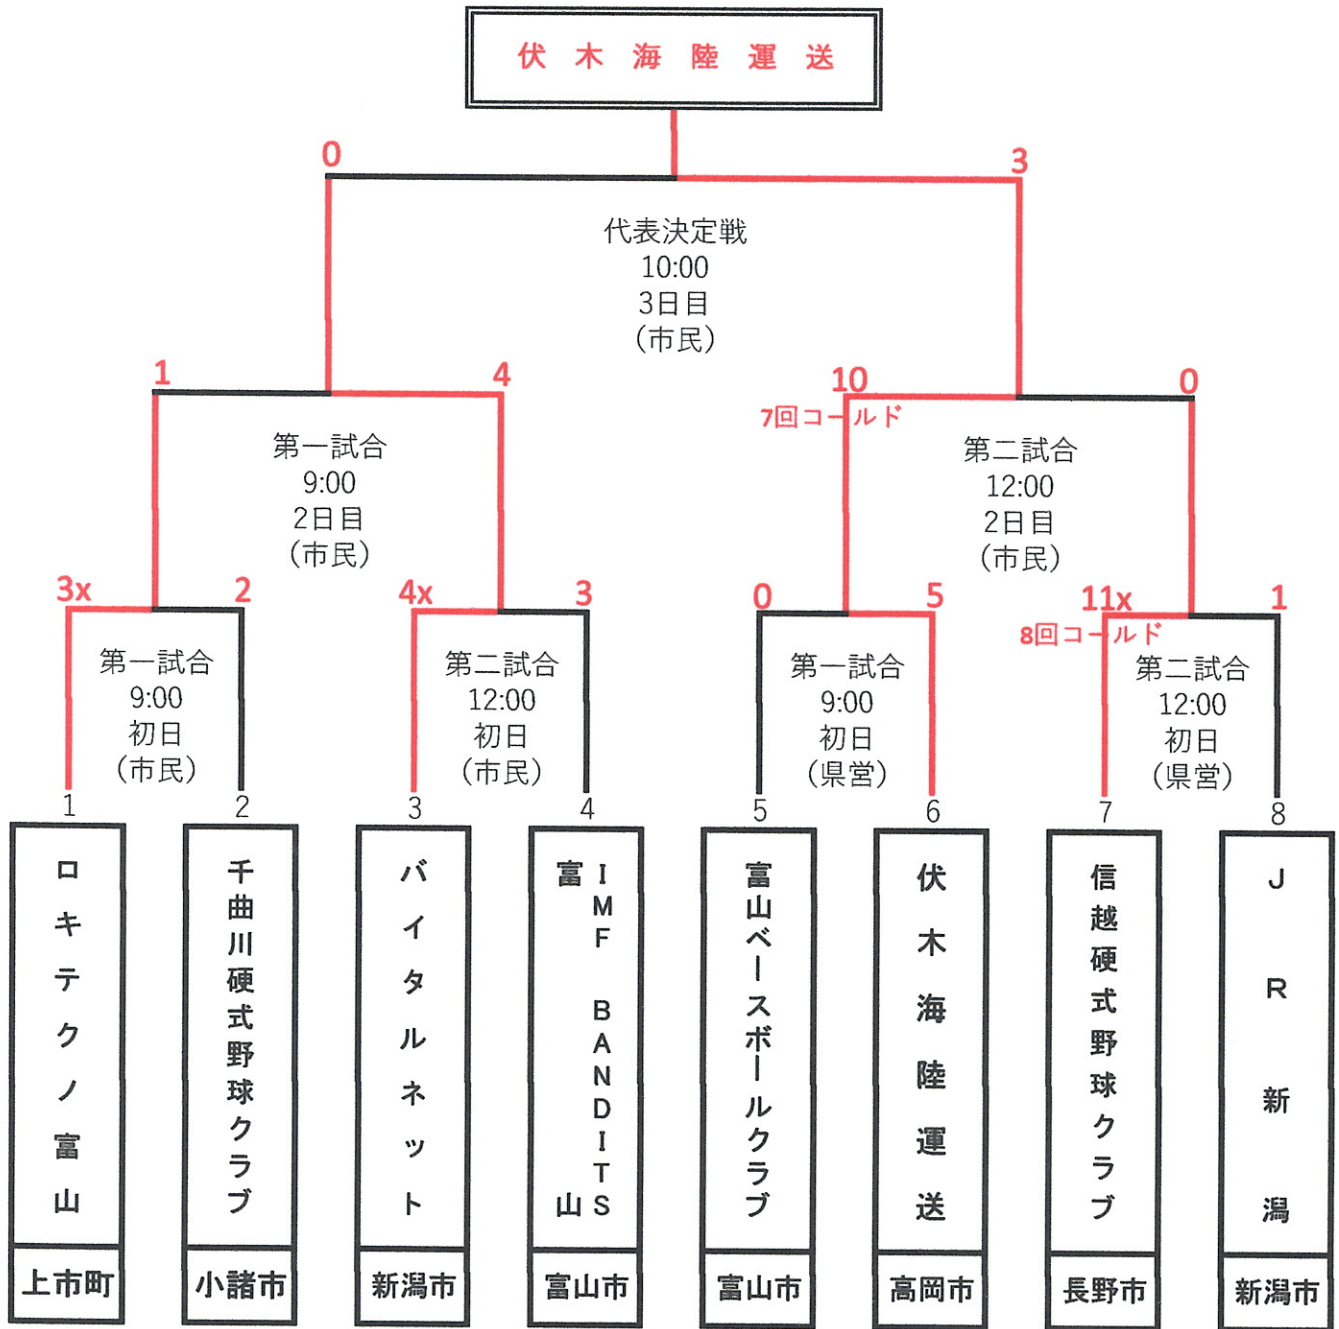 伏木海陸運送
0
3
代表決定戦
10:00
3日目
(市民)
1
4
10
0
7回コールド
第一試合
9:00
2日目
(市民)
第二試合
12:00
2日目
(市民)
3x
2
4x
3
0
5
11x
1
8回コールド
第一試合
9:00
初日
(市民)
第二試合
12:00
初日
(市民)
第一試合
9:00
初日
(県営)
第二試合
12:00
初日
(県営)
1
2
3
4
5
6
7
8
ロキテクノ富山
千曲川硬式野球クラブ
バイタルネット
IMF BANDITS
富山
富山ベースボールクラブ
伏木海陸運送
信越硬式野球クラブ
JR新潟
上市町
小諸市
新潟市
富山市
富山市
高岡市
長野市
新潟市